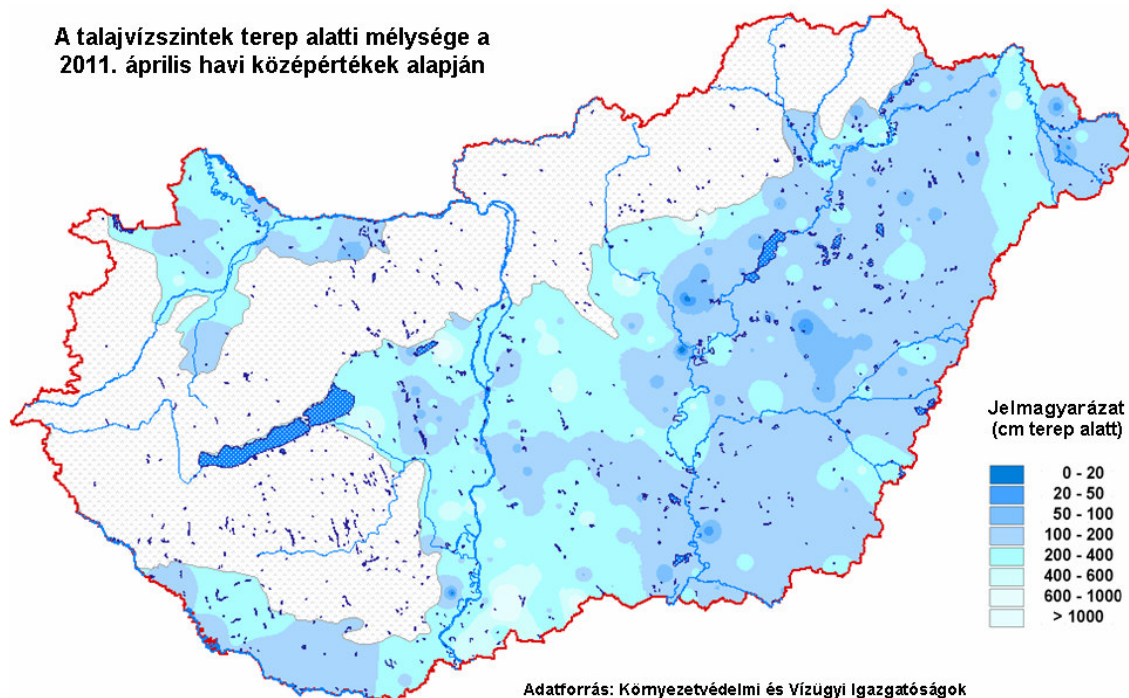 A talajvízszintek terep alatti mélysége a
2011. április havi középértékek alapján
Jelmagyarázat
(cm terep alatt)
0 - 20
20 - 50
50 - 100
100 - 200
200 - 400
400 - 600
600 - 1000
> 1000
Adatforrás: Környezetvédelmi és Vízügyi Igazgatóságok